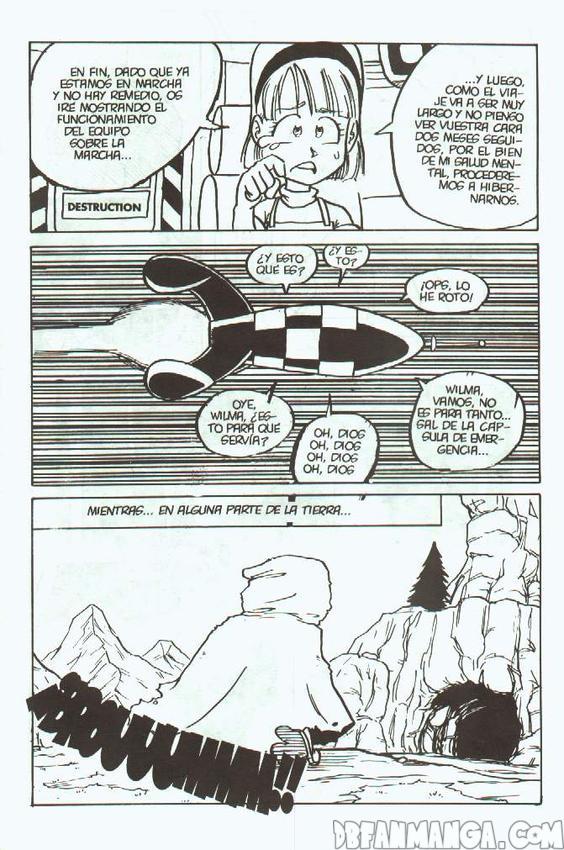 EN FIN, DADO QUE YA
ESTAMOS EN MARCHA
Y NO HAY REMEDIO, OS
IRE MOSTRANDO EL
FUNCIONAMIENTO
DEL EQUIPO
SOBRE LA
MARCHA...
...Y LUEGO,
COMO EL VIA-
JE VA A SER MUY
LARGO Y NO PIENSO
VER VUESTRA CARA
DOS MESES SEGUI-
DOS, POR EL BIEN
DE MI SALUD MEN-
TAL, PROCEDERE-
MOS A HIBER-
NARNOS.
DESTRUCTION
¿Y ESTO
QUE ES?
¿Y ES-
TO?
¡OPS, LO
HE ROTO!
OYE,
WILMA, ¿ES-
TO PARA QUE
SERVÍA?
OH, DIOS
OH, DIOS
OH, DIOS
OH, DIOS
WILMA,
VAMOS, NO
ES PARA TANTO...
SAL DE LA CAP-
SULA DE EMER-
GENCIA...
MIENTRAS... EN ALGUNA PARTE DE LA TIERRA...
DBFANMANGA.COM